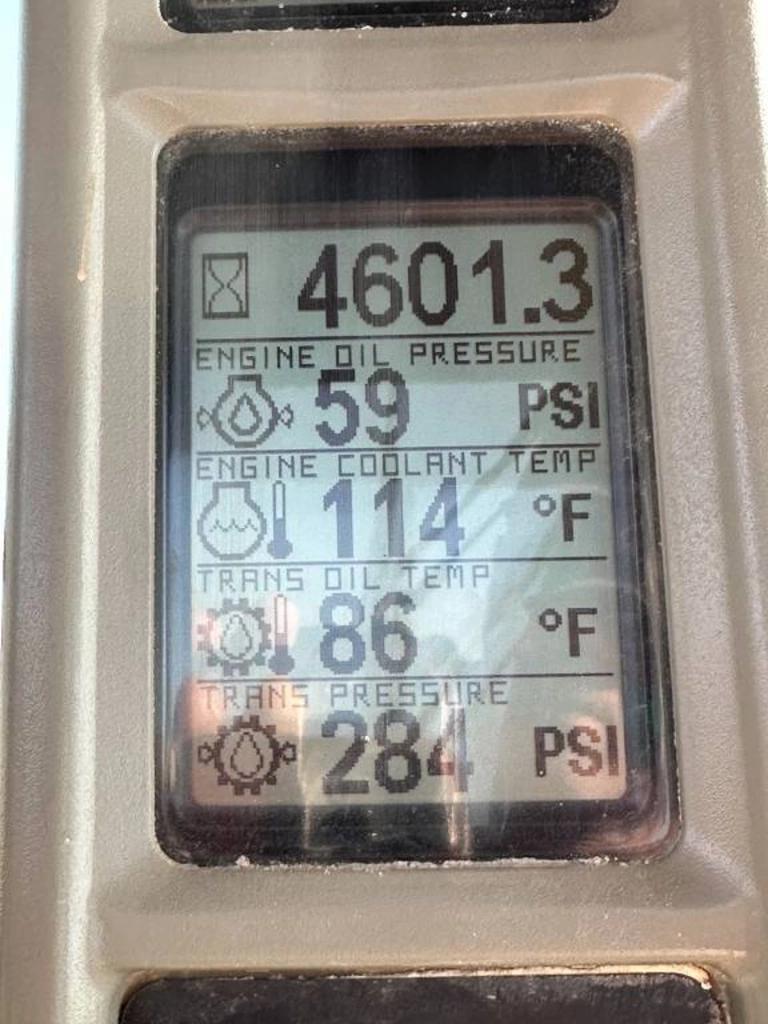 4601.3
ENGINE OIL PRESSURE
59 PSI
ENGINE COOLANT TEMP
114 °F
TRANS OIL TEMP
86 °F
TRANS PRESSURE
284 PSI